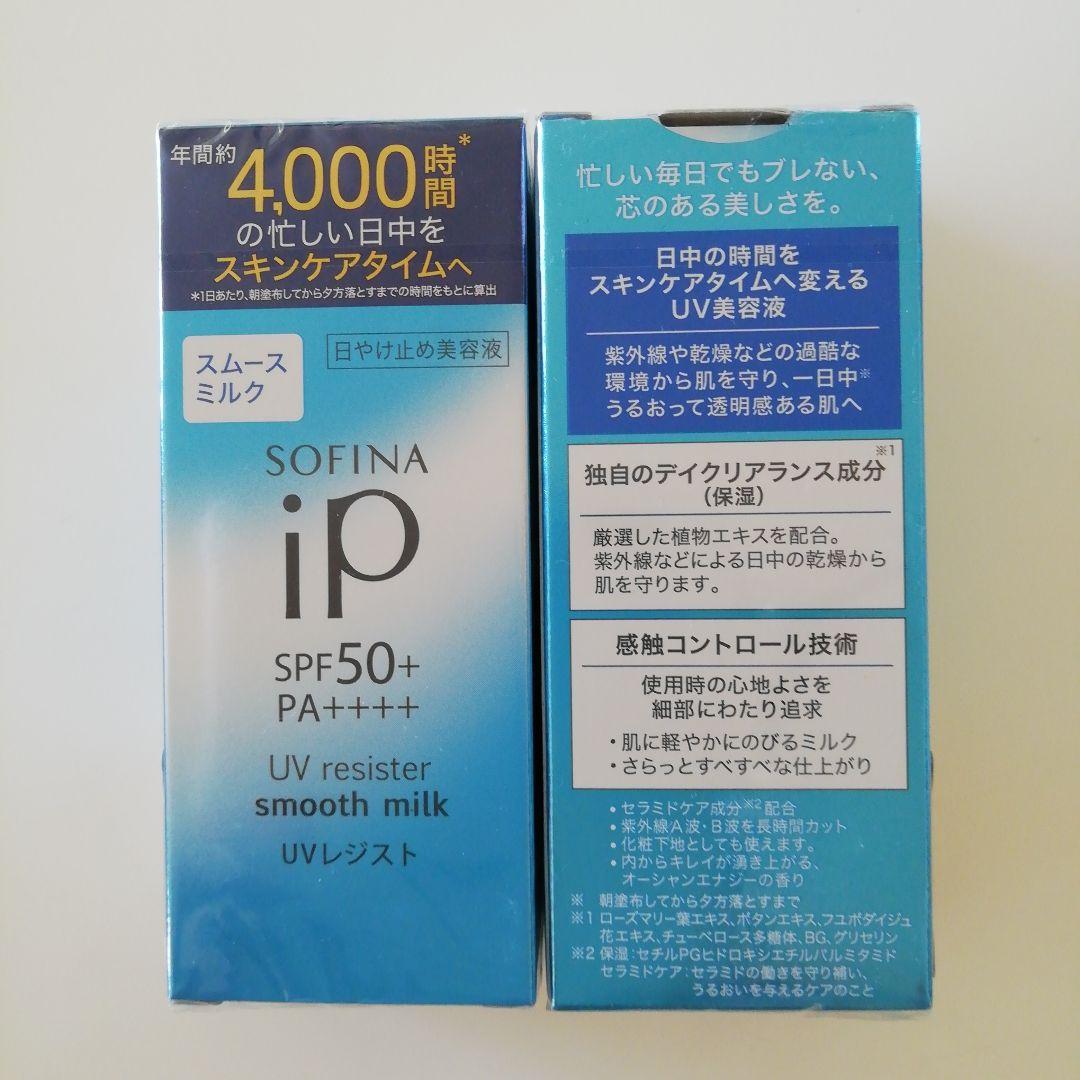 年間約
4,000時間*
の忙しい日中を
スキンケアタイムへ
*1日あたり、朝塗布してから夕方落とすまでの時間をもとに算出
スムース
ミルク
日やけ止め美容液
SOFINA
iP
SPF50+
PA++++
UV resister
smooth milk
UVレジスト
忙しい毎日でもブレない、
芯のある美しさを。
日中の時間を
スキンケアタイムへ変える
UV美容液
紫外線や乾燥などの過酷な
環境から肌を守り、一日中※
うるおって透明感ある肌へ
独自のデイクリアランス成分※1
(保湿)
厳選した植物エキスを配合。
紫外線などによる日中の乾燥から
肌を守ります。
感触コントロール技術
使用時の心地よさを
細部にわたり追求
・肌に軽やかにのびるミルク
・さらっとすべすべな仕上がり
•セラミドケア成分※2配合
•紫外線A波・B波を長時間カット
•化粧下地としても使えます。
•内からキレイが湧き上がる、
オーシャンエナジーの香り
※ 朝塗布してから夕方落とすまで
※1 ローズマリー葉エキス、ボタンエキス、フユボダイジュ
花エキス、チューベロース多糖体、BG、グリセリン
※2 保湿:セチルPGヒドロキシエチルパルミタミド
セラミドケア:セラミドの働きを守り補い、
うるおいを与えるケアのこと